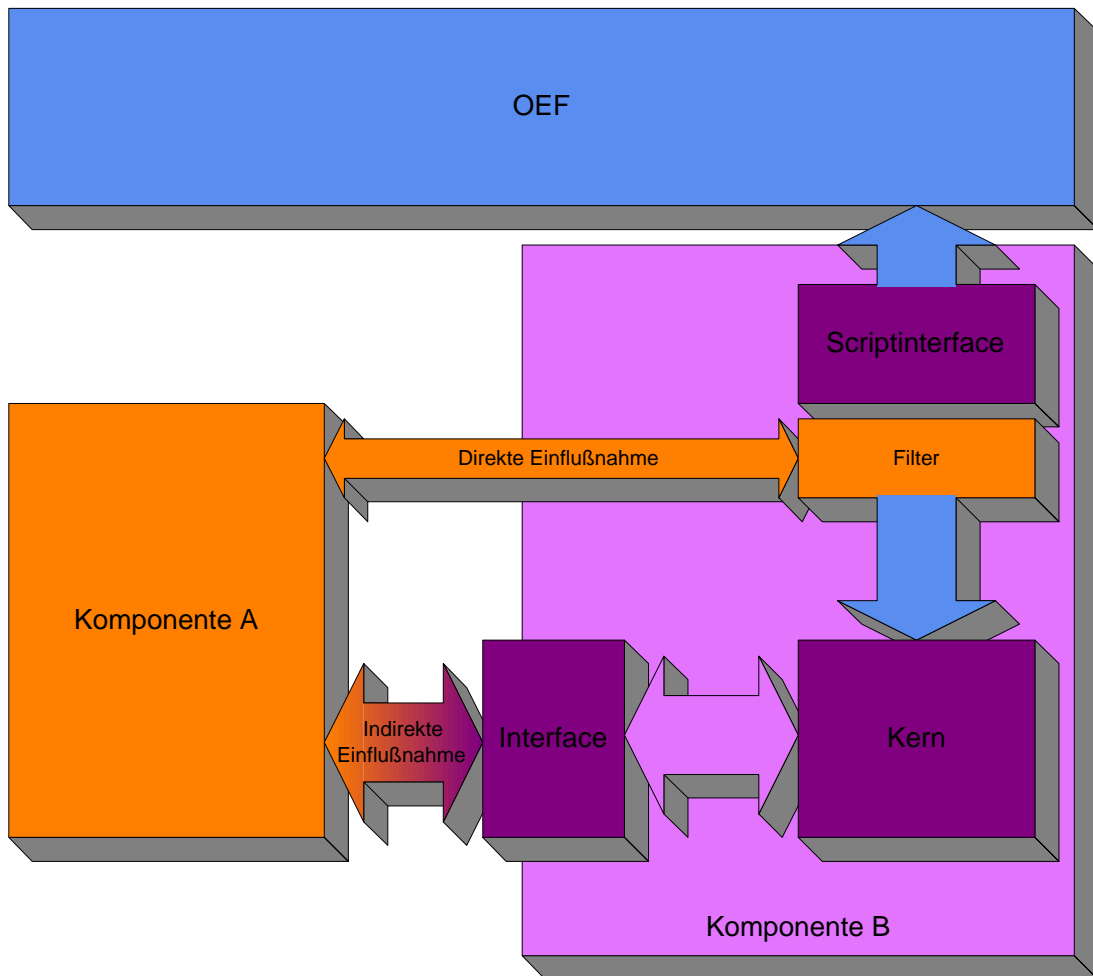 OEF
Scriptinterface
Direkte Einflußnahme
Filter
Komponente A
Indirekte
Einflußnahme
Interface
Kern
Komponente B